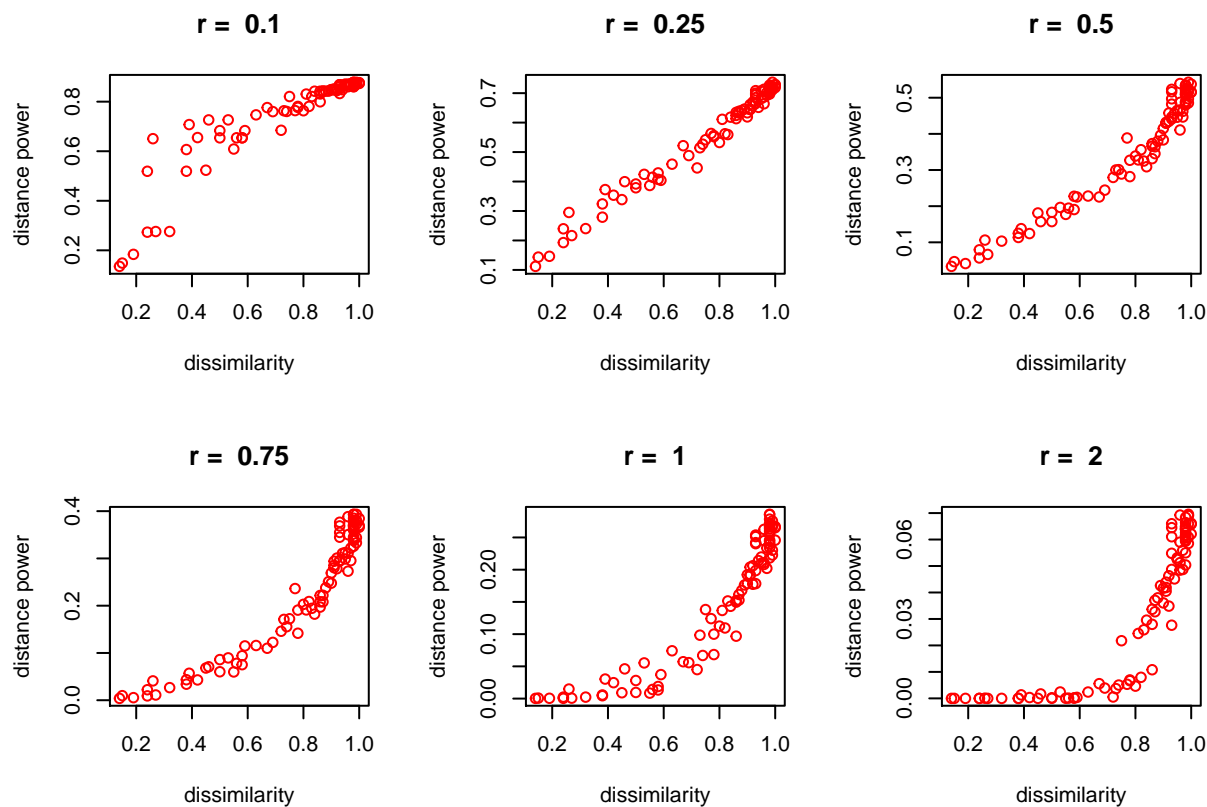 r = 0.1
distance power
0.2 0.4 0.6 0.8
0.2 0.4 0.6 0.8 1.0
dissimilarity
r = 0.25
distance power
0.1 0.3 0.5 0.7
0.2 0.4 0.6 0.8 1.0
dissimilarity
r = 0.5
distance power
0.1 0.3 0.5
0.2 0.4 0.6 0.8 1.0
dissimilarity
r = 0.75
distance power
0.0 0.2 0.4
0.2 0.4 0.6 0.8 1.0
dissimilarity
r = 1
distance power
0.00 0.10 0.20
0.2 0.4 0.6 0.8 1.0
dissimilarity
r = 2
distance power
0.00 0.03 0.06
0.2 0.4 0.6 0.8 1.0
dissimilarity